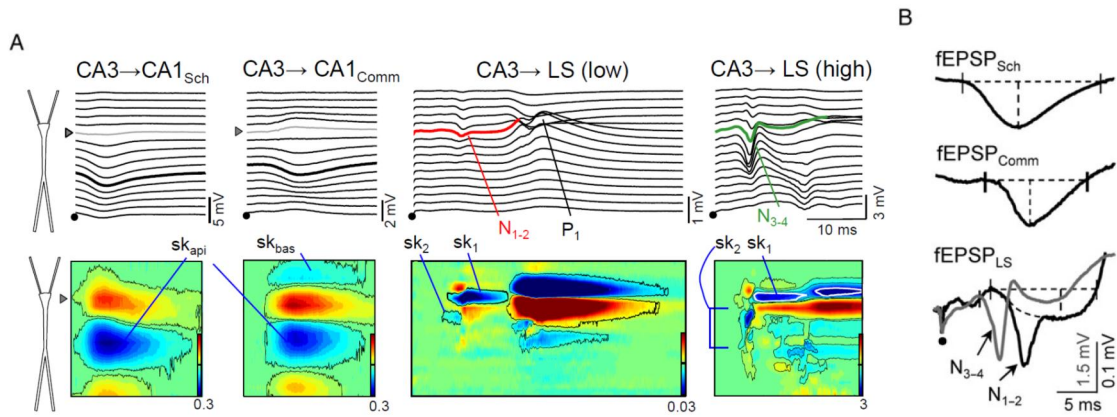 A
CA3→CA1Sch
CA3→ CA1Comm
CA3→ LS (low)
CA3→ LS (high)
5 mV
2 mV
1 mV
3 mV
10 ms
N1-2
P1
N3-4
skapi
skbas
sk2 sk1
sk2 sk1
0.3
0.3
0.03
3
B
fEPSPSch
fEPSPComm
fEPSPLS
N3–4
N1–2
1.5 mV
0.1 mV
5 ms